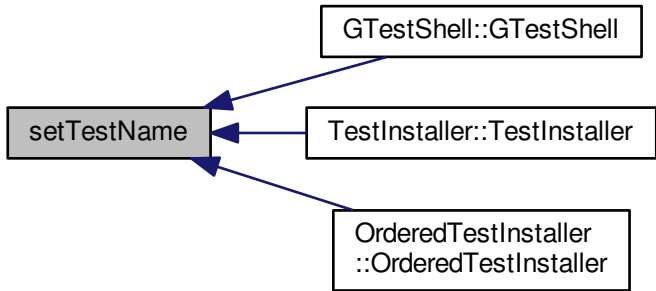 GTestShell::GTestShell
setTestName
TestInstaller::TestInstaller
OrderedTestInstaller
::OrderedTestInstaller